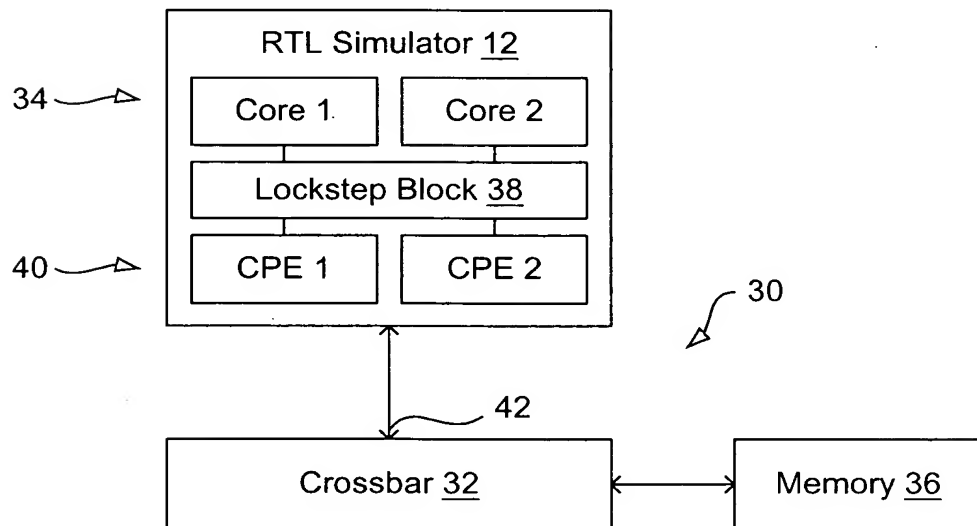 RTL Simulator 12
34
Core 1
Core 2
Lockstep Block 38
40
CPE 1
CPE 2
30
42
Crossbar 32
Memory 36